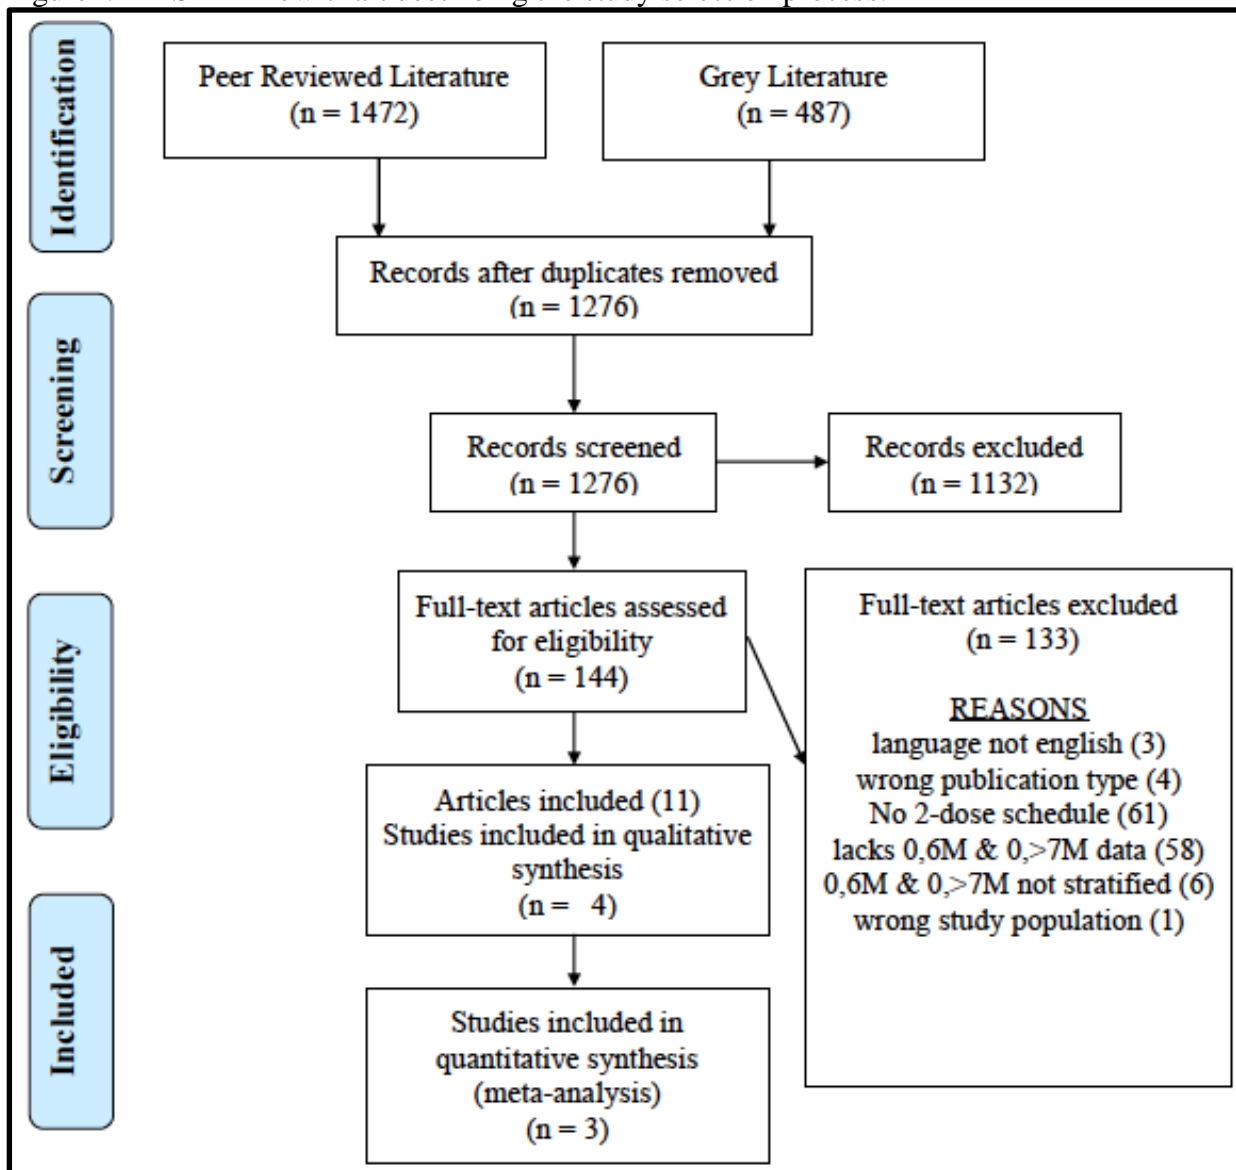 Identification
Peer Reviewed Literature
(n = 1472)
Grey Literature
(n = 487)
Records after duplicates removed
(n = 1276)
Screening
Records screened
(n = 1276)
Records excluded
(n = 1132)
Eligibility
Full-text articles assessed
for eligibility
(n = 144)
Full-text articles excluded
(n = 133)
REASONS
language not english (3)
wrong publication type (4)
No 2-dose schedule (61)
lacks 0,6M & 0,>7M data (58)
0,6M & 0,>7M not stratified (6)
wrong study population (1)
Articles included (11)
Studies included in qualitative
synthesis
(n = 4)
Included
Studies included in
quantitative synthesis
(meta-analysis)
(n = 3)